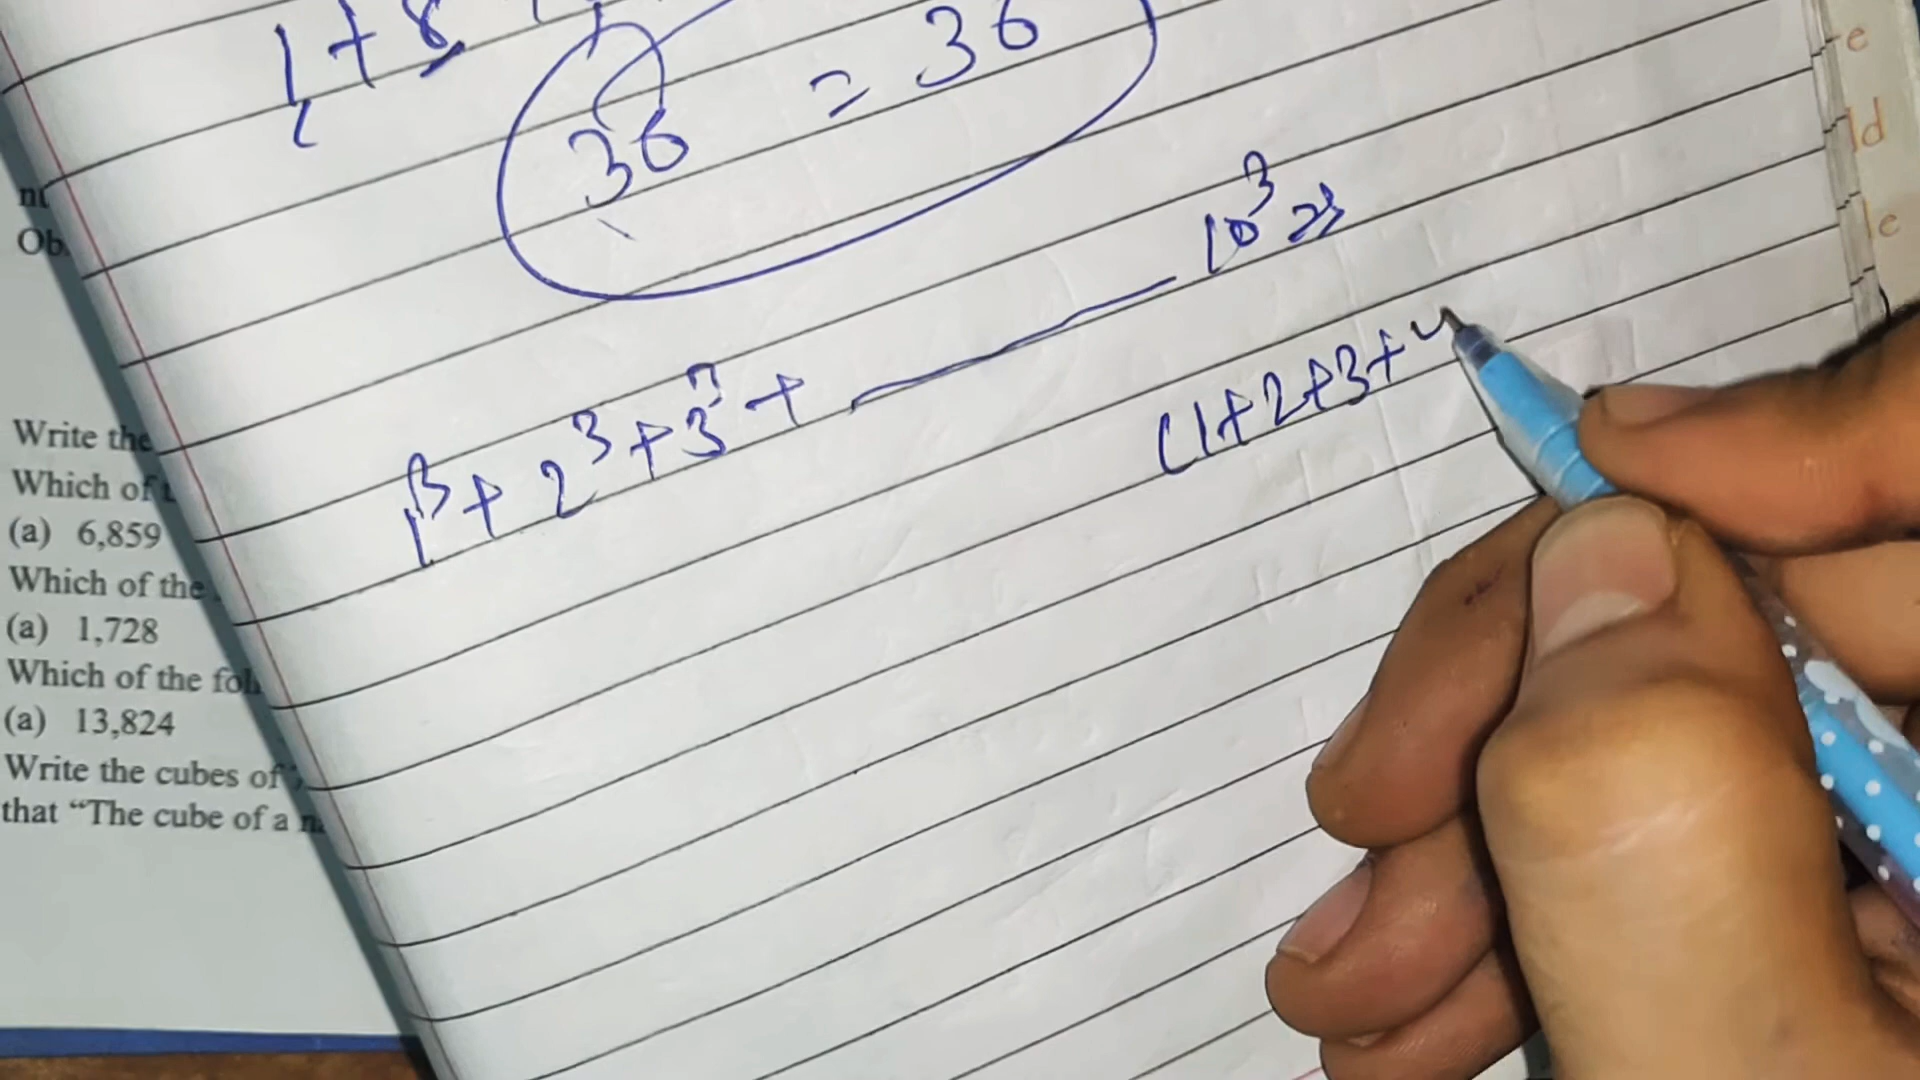 1+8
36 = 36
1³+ 2³+3³+ 10³ =
(1+2+3+4
nt
Ob
Write the
Which of
(a) 6,859
Which of the
(a) 1,728
Which of the fol
(a) 13,824
Write the cubes of
that “The cube of a n
e
ld
le